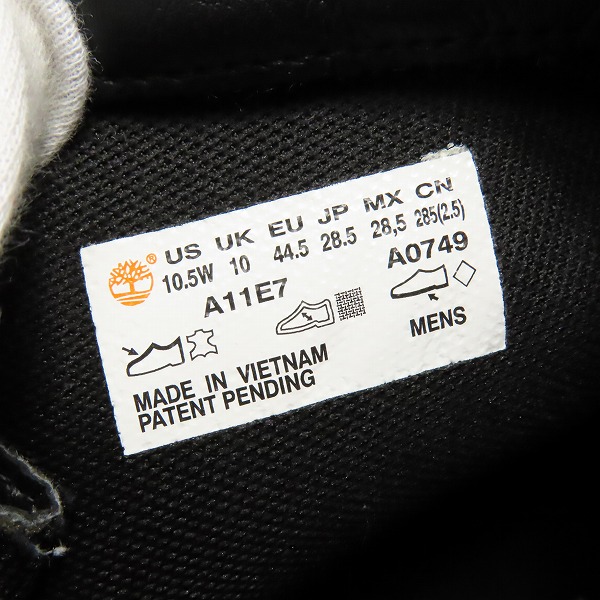 US UK EU JP MX CN
10.5W 10 44.5 28.5 28,5 285(2.5)
A11E7 A0749
MENS
MADE IN VIETNAM
PATENT PENDING